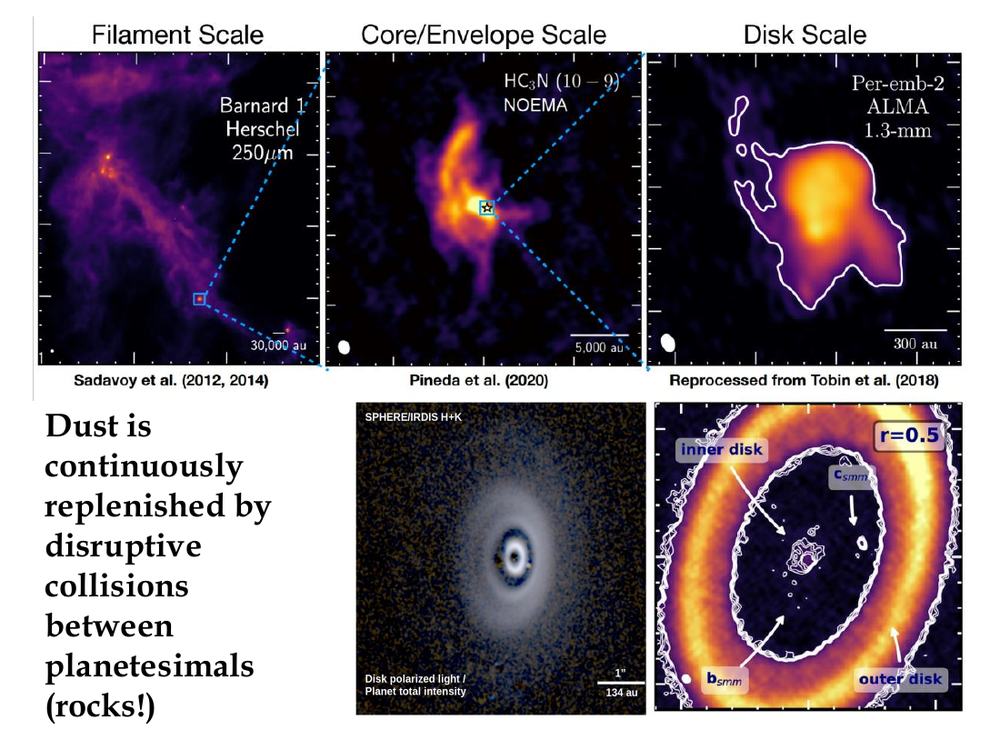 Filament Scale
Core/Envelope Scale
Disk Scale
Barnard 1
Herschel
250μm
30,000 au
HC₃N (10 − 9)
NOEMA
5,000 au
Per-emb-2
ALMA
1.3-mm
300 au
Sadavoy et al. (2012, 2014)
Pineda et al. (2020)
Reprocessed from Tobin et al. (2018)
Dust is
continuously
replenished by
disruptive
collisions
between
planetesimals
(rocks!)
SPHERE/IRDIS H+K
Disk polarized light /
Planet total intensity
1"
134 au
r=0.5
inner disk
c_smm
b_smm
outer disk